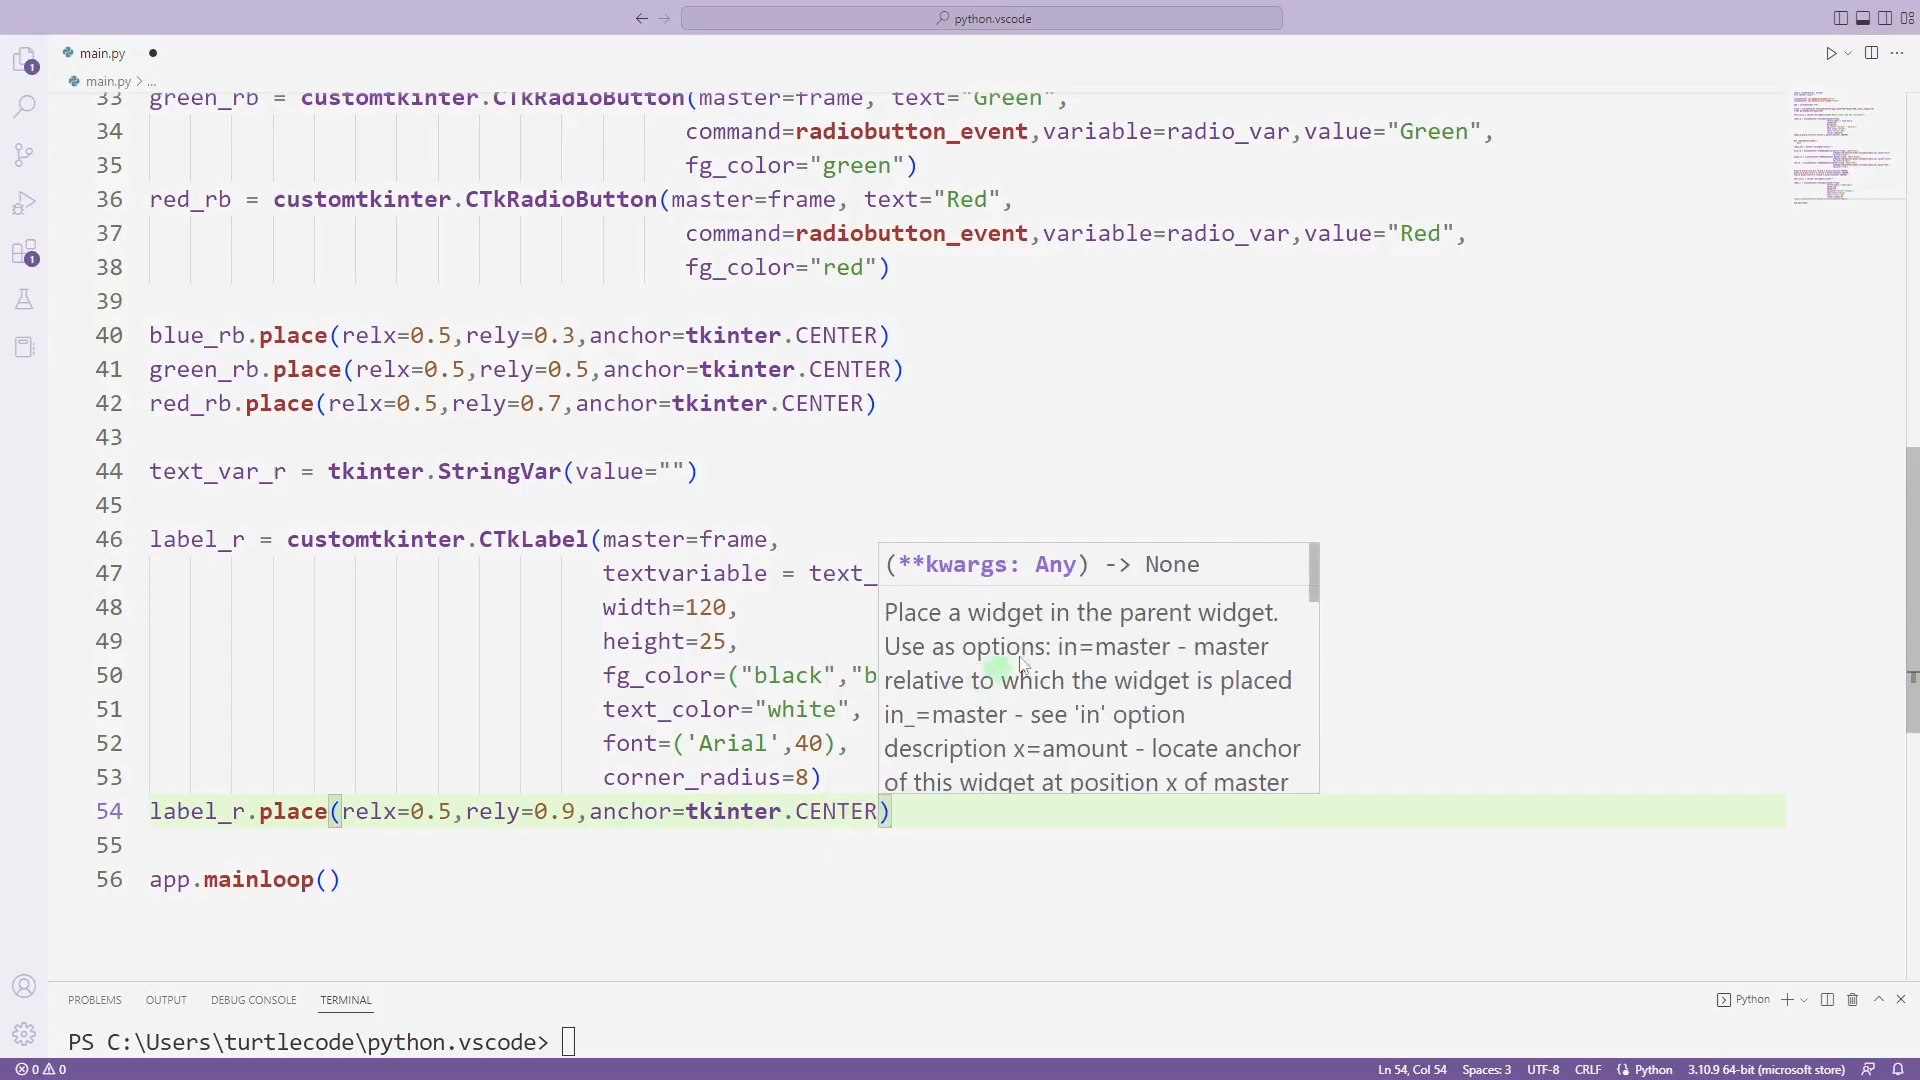 python.vscode
main.py
main.py > ...
33 green_rb = customtkinter.CTkRadioButton(master=frame, text="Green",
34 command=radiobutton_event,variable=radio_var,value="Green",
35 fg_color="green")
36 red_rb = customtkinter.CTkRadioButton(master=frame, text="Red",
37 command=radiobutton_event,variable=radio_var,value="Red",
38 fg_color="red")
39
40 blue_rb.place(relx=0.5,rely=0.3,anchor=tkinter.CENTER)
41 green_rb.place(relx=0.5,rely=0.5,anchor=tkinter.CENTER)
42 red_rb.place(relx=0.5,rely=0.7,anchor=tkinter.CENTER)
43
44 text_var_r = tkinter.StringVar(value="")
45
46 label_r = customtkinter.CTkLabel(master=frame,
47 textvariable = text_
48 width=120,
49 height=25,
50 fg_color=("black","b
51 text_color="white",
52 font=('Arial',40),
53 corner_radius=8)
54 label_r.place(relx=0.5,rely=0.9,anchor=tkinter.CENTER)
55
56 app.mainloop()
(**kwargs: Any) -> None
Place a widget in the parent widget.
Use as options: in=master - master
relative to which the widget is placed
in_=master - see 'in' option
description x=amount - locate anchor
of this widget at position x of master
PROBLEMS OUTPUT DEBUG CONSOLE TERMINAL
Python
PS C:\Users\turtlecode\python.vscode>
0 0
Ln 54, Col 54 Spaces: 3 UTF-8 CRLF Python 3.10.9 64-bit (microsoft store)
1
1